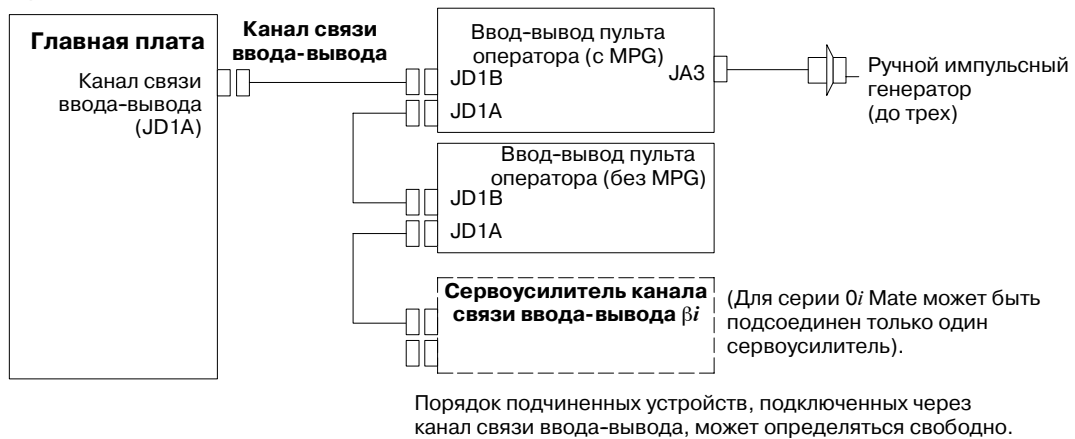 Главная плата
Канал связи
ввода-вывода
(JD1A)
Канал связи
ввода-вывода
Ввод-вывод пульта
оператора (с MPG)
JD1B
JA3
JD1A
Ручной импульсный
генератор
(до трех)
Ввод-вывод пульта
оператора (без MPG)
JD1B
JD1A
Сервоусилитель канала
связи ввода-вывода βi
(Для серии 0i Mate может быть
подсоединен только один
сервоусилитель).
Порядок подчиненных устройств, подключенных через
канал связи ввода-вывода, может определяться свободно.